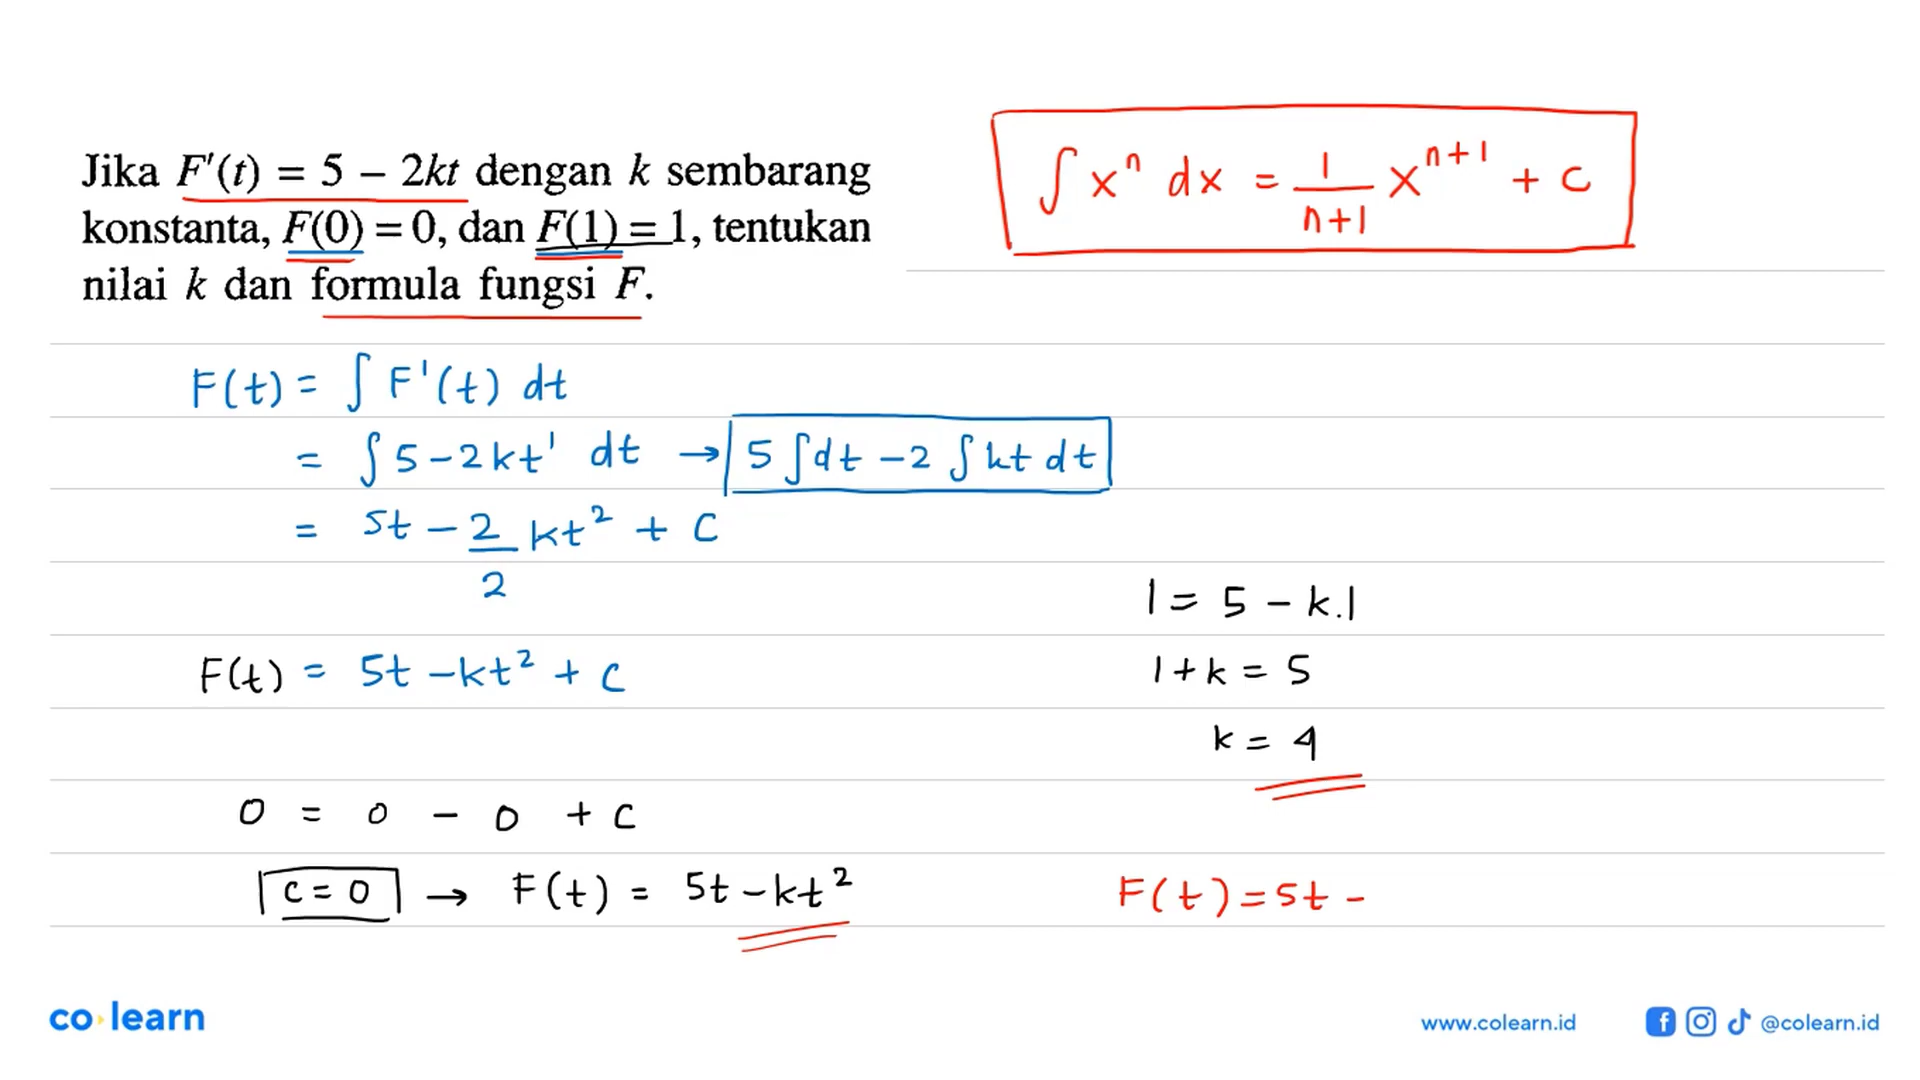 Jika F'(t) = 5 – 2kt dengan k sembarang
konstanta, F(0) = 0, dan F(1) = 1, tentukan
nilai k dan formula fungsi F.
∫ xⁿ dx = 1/(n+1) xⁿ⁺¹ + c
F(t) = ∫ F'(t) dt
= ∫ 5 – 2kt¹ dt → 5 ∫dt – 2 ∫ kt dt
= 5t – 2/2 kt² + C
F(t) = 5t – kt² + c
0 = 0 – 0 + c
c = 0 → F(t) = 5t – kt²
1 = 5 – k.1
1 + k = 5
k = 4
F(t) = 5t –
co learn
www.colearn.id
@colearn.id